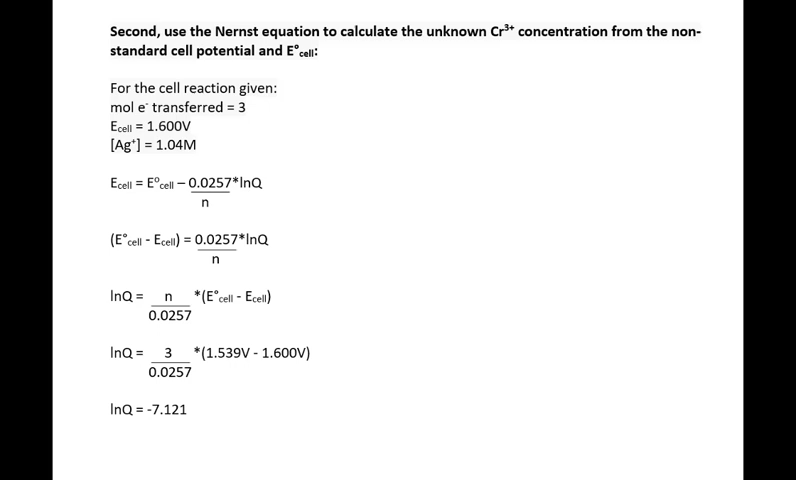 Second, use the Nernst equation to calculate the unknown Cr³⁺ concentration from the non-
standard cell potential and E°cell:
For the cell reaction given:
mol e⁻ transferred = 3
Ecell = 1.600V
[Ag⁺] = 1.04M
Ecell = E°cell – 0.0257*lnQ
n
(E°cell - Ecell) = 0.0257*lnQ
n
lnQ = n *(E°cell - Ecell)
0.0257
lnQ = 3 *(1.539V - 1.600V)
0.0257
lnQ = -7.121